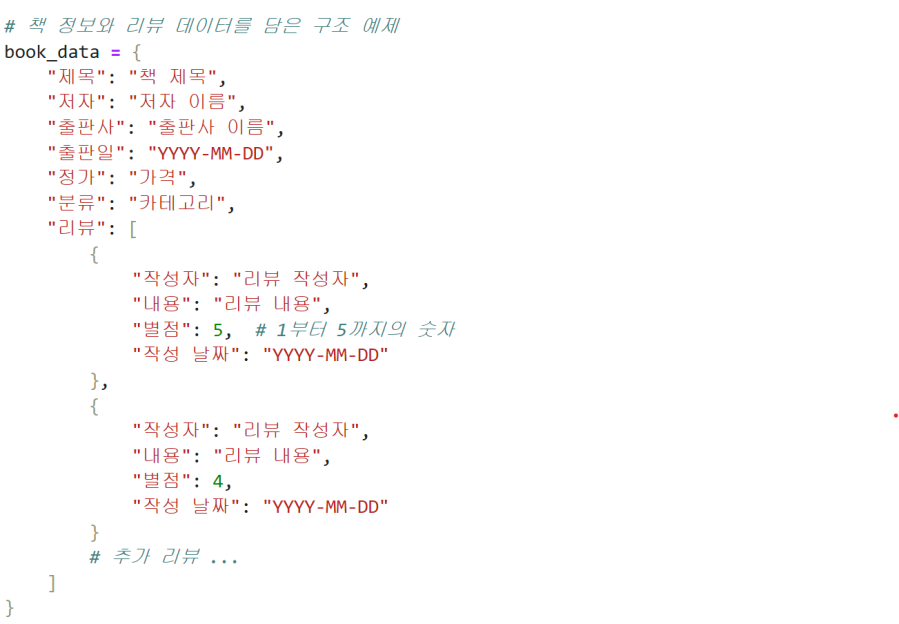 # 책 정보와 리뷰 데이터를 담은 구조 예제
book_data = {
    "제목": "책 제목",
    "저자": "저자 이름",
    "출판사": "출판사 이름",
    "출판일": "YYYY-MM-DD",
    "정가": "가격",
    "분류": "카테고리",
    "리뷰": [
        {
            "작성자": "리뷰 작성자",
            "내용": "리뷰 내용",
            "별점": 5,  # 1부터 5까지의 숫자
            "작성 날짜": "YYYY-MM-DD"
        },
        {
            "작성자": "리뷰 작성자",
            "내용": "리뷰 내용",
            "별점": 4,
            "작성 날짜": "YYYY-MM-DD"
        }
        # 추가 리뷰 ...
    ]
}